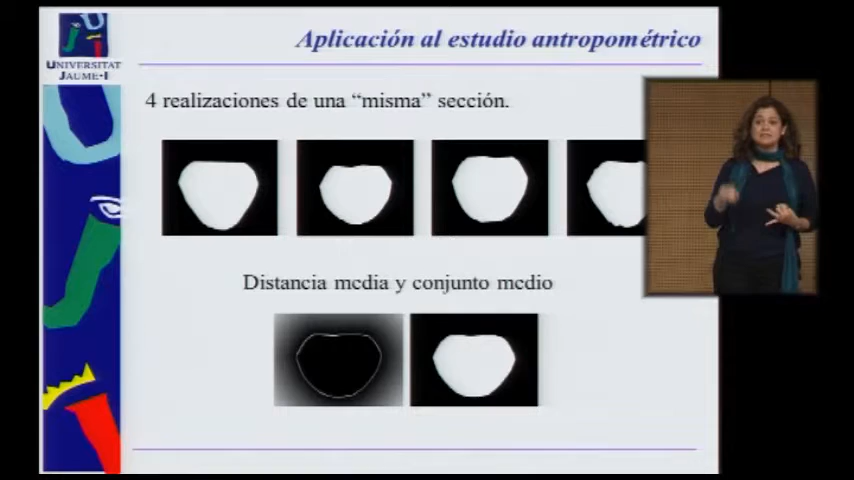 Aplicación al estudio antropométrico
UNIVERSITAT
JAUME·I
4 realizaciones de una “misma” sección.
Distancia media y conjunto medio